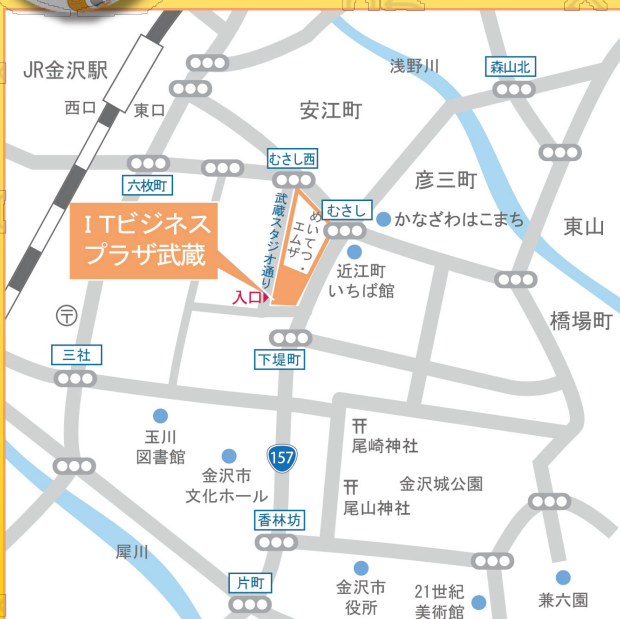 JR金沢駅
西口
東口
浅野川
森山北
安江町
むさし西
六枚町
彦三町
むさし
かなざわはこまち
東山
ITビジネス
プラザ武蔵
武蔵スタジオ通り
めいてつ・
エムザ
近江町
いちば館
入口
橋場町
〒
三社
下堤町
玉川
図書館
金沢市
文化ホール
157
尾崎神社
金沢城公園
尾山神社
香林坊
犀川
片町
金沢市
役所
21世紀
美術館
兼六園